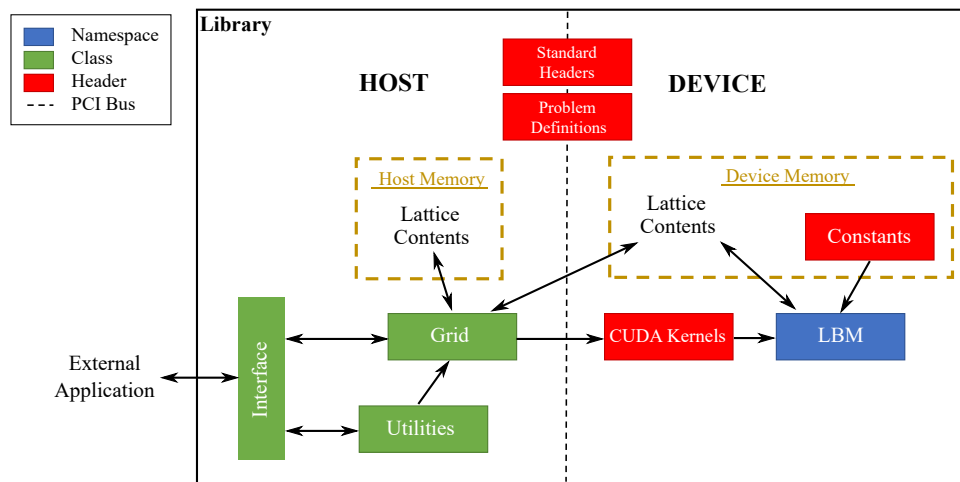 Namespace
Class
Header
PCI Bus
Library
HOST
DEVICE
Standard
Headers
Problem
Definitions
Host Memory
Lattice
Contents
Device Memory
Lattice
Contents
Constants
External
Application
Interface
Grid
Utilities
CUDA Kernels
LBM